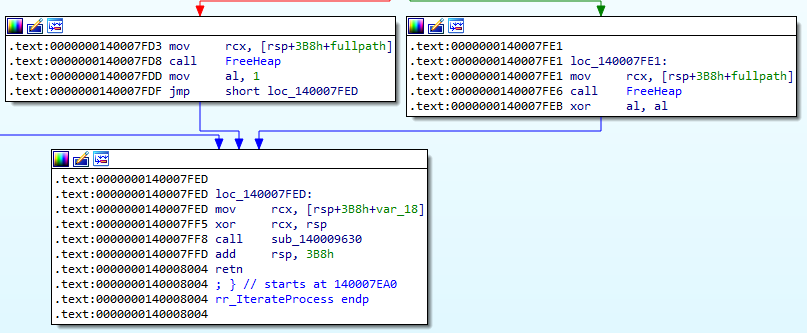 .text:0000000140007FD3 mov     rcx, [rsp+3B8h+fullpath]
.text:0000000140007FD8 call    FreeHeap
.text:0000000140007FDD mov     al, 1
.text:0000000140007FDF jmp     short loc_140007FED
.text:0000000140007FE1
.text:0000000140007FE1 loc_140007FE1:
.text:0000000140007FE1 mov     rcx, [rsp+3B8h+fullpath]
.text:0000000140007FE6 call    FreeHeap
.text:0000000140007FEB xor     al, al
.text:0000000140007FED
.text:0000000140007FED loc_140007FED:
.text:0000000140007FED mov     rcx, [rsp+3B8h+var_18]
.text:0000000140007FF5 xor     rcx, rsp
.text:0000000140007FF8 call    sub_140009630
.text:0000000140007FFD add     rsp, 3B8h
.text:0000000140008004 retn
.text:0000000140008004 ; } // starts at 140007EA0
.text:0000000140008004 rr_IterateProcess endp
.text:0000000140008004